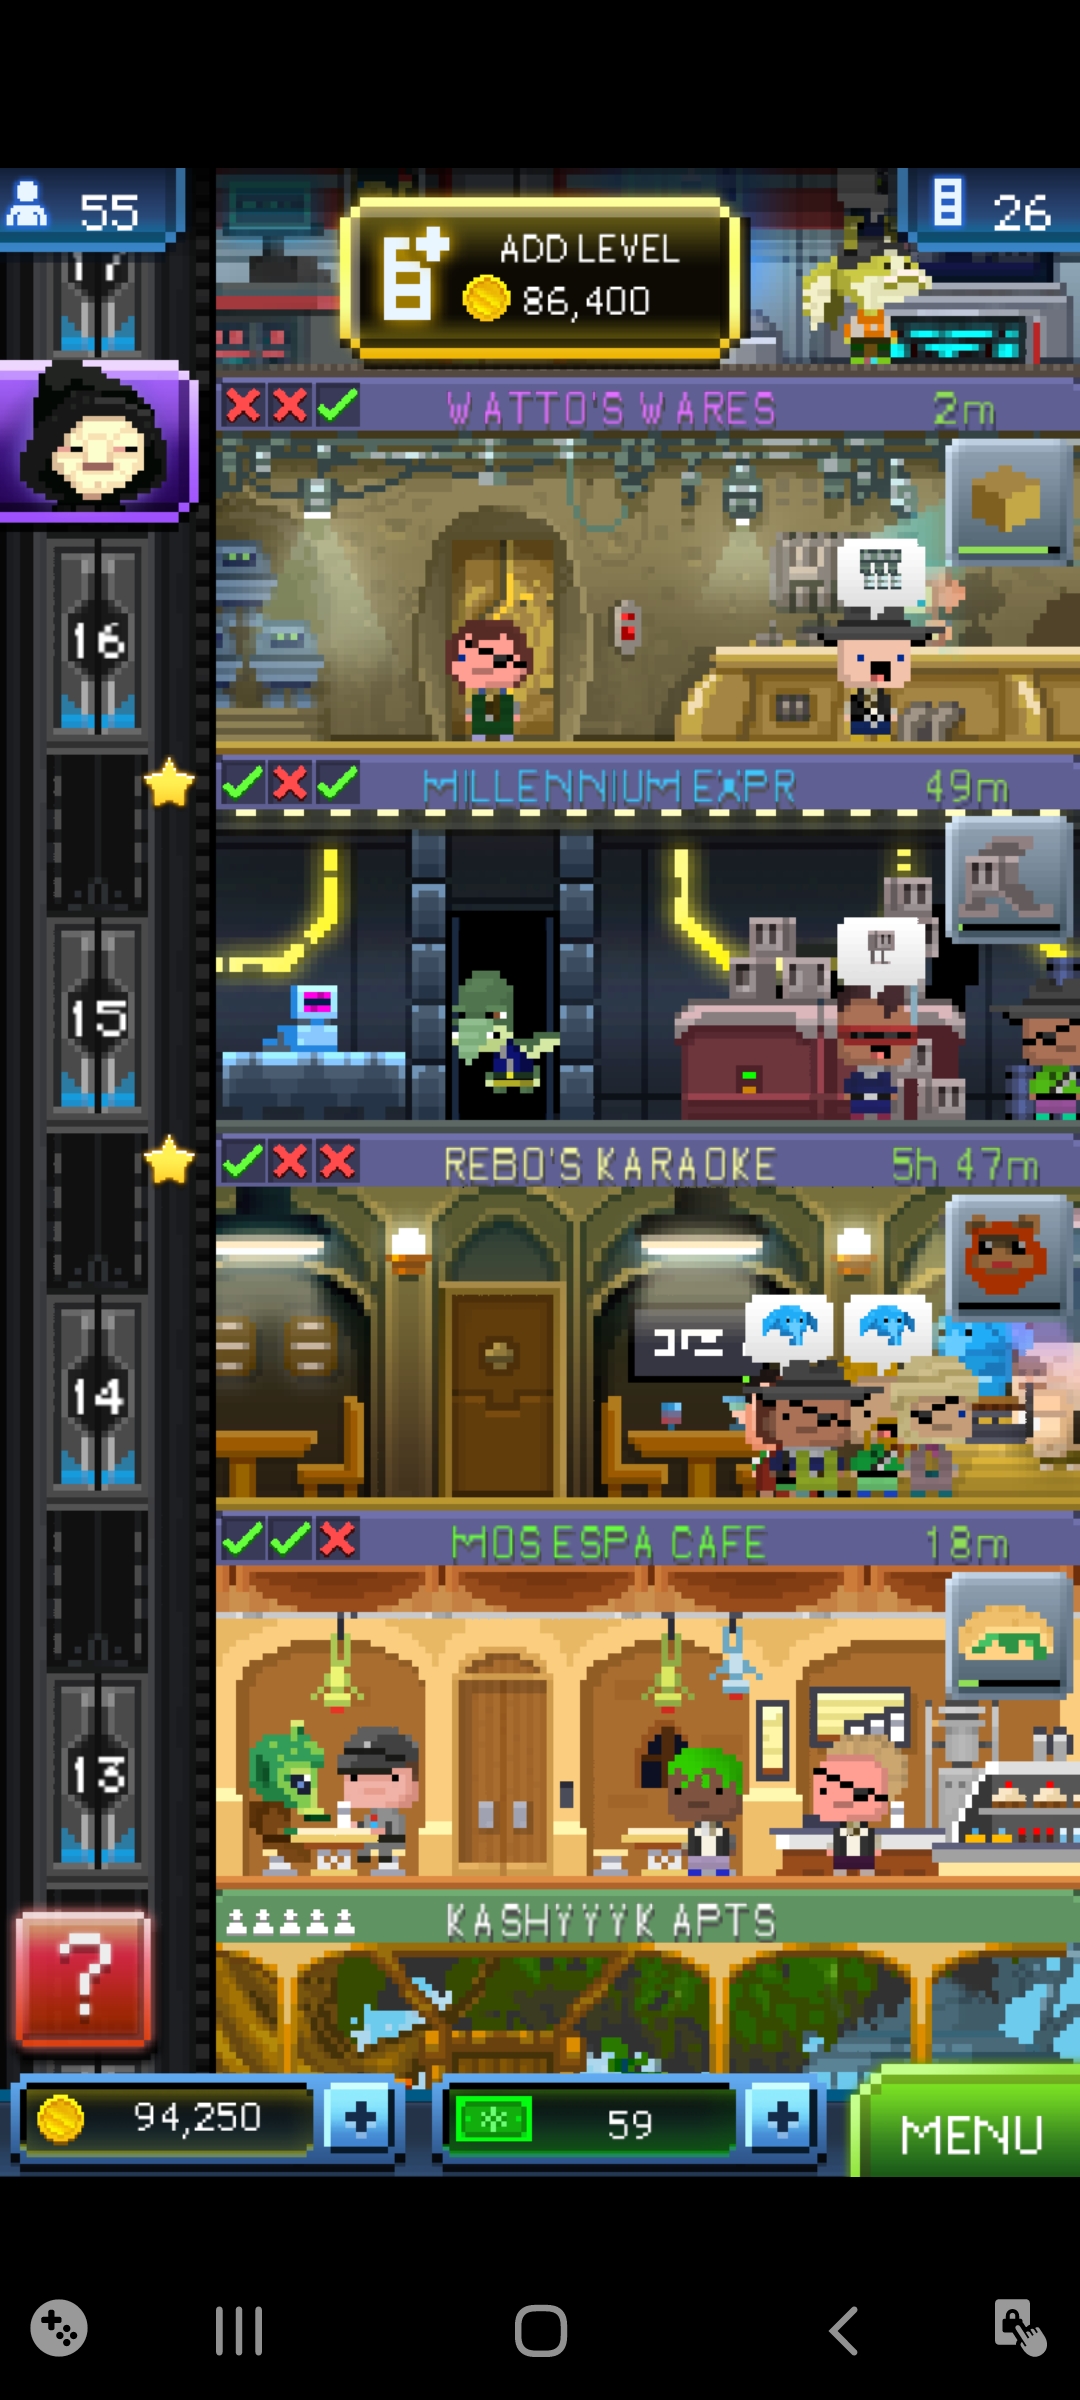 55
26
ADD LEVEL
86,400
17
WATTO'S WARES 2m
16
MILLENNIUM EXPR 49m
15
REBO'S KARAOKE 5h 47m
14
MOS ESPA CAFE 18m
13
KASHYYYK APTS
?
94,250
+
59
+
MENU